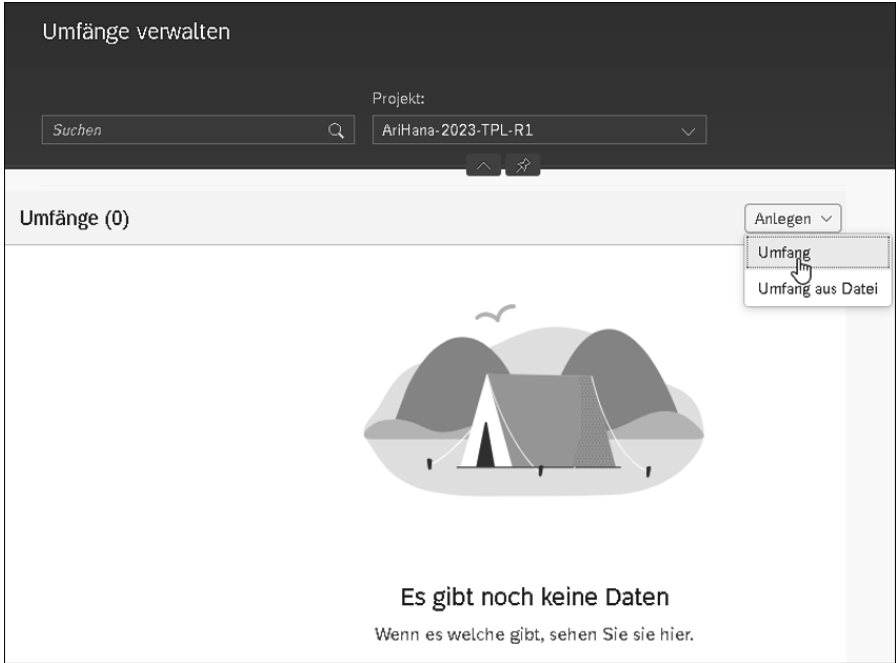 Umfänge verwalten
Projekt:
Suchen
AriHana-2023-TPL-R1
Umfänge (0)
Anlegen
Umfang
Umfang aus Datei
Es gibt noch keine Daten
Wenn es welche gibt, sehen Sie sie hier.